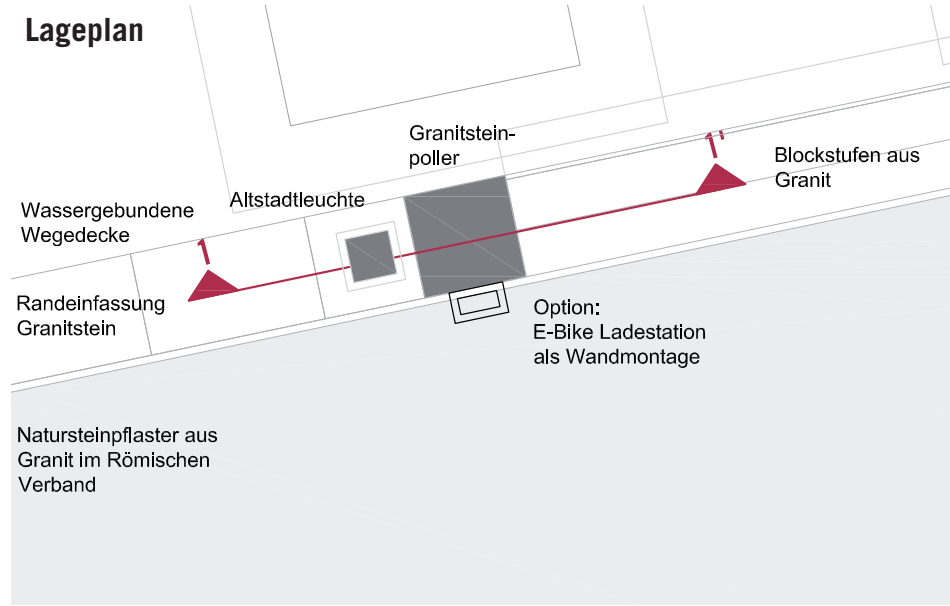 Lageplan
Granitstein-
poller
Blockstufen aus
Granit
Altstadtleuchte
Wassergebundene
Wegedecke
Randeinfassung
Granitstein
Option:
E-Bike Ladestation
als Wandmontage
Natursteinpflaster aus
Granit im Römischen
Verband
1
1'